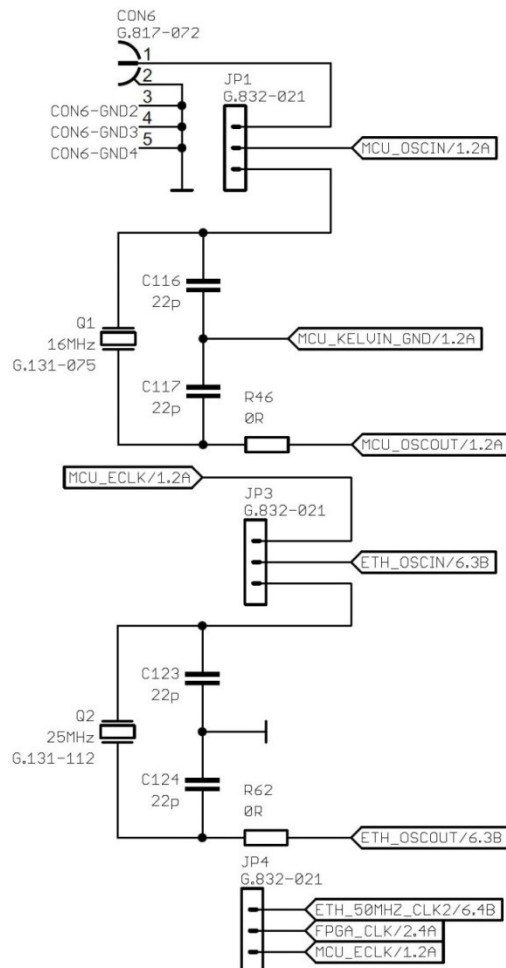 CON6
G.817-072
1
2
3
CON6-GND2
4
CON6-GND3
5
CON6-GND4
JP1
G.832-021
MCU_OSCIN/1.2A
C116
22p
Q1
16MHz
G.131-075
MCU_KELVIN_GND/1.2A
C117
22p
R46
0R
MCU_OSCOUT/1.2A
MCU_ECLK/1.2A
JP3
G.832-021
ETH_OSCIN/6.3B
C123
22p
Q2
25MHz
G.131-112
C124
22p
R62
0R
ETH_OSCOUT/6.3B
JP4
G.832-021
ETH_50MHZ_CLK2/6.4B
FPGA_CLK/2.4A
MCU_ECLK/1.2A